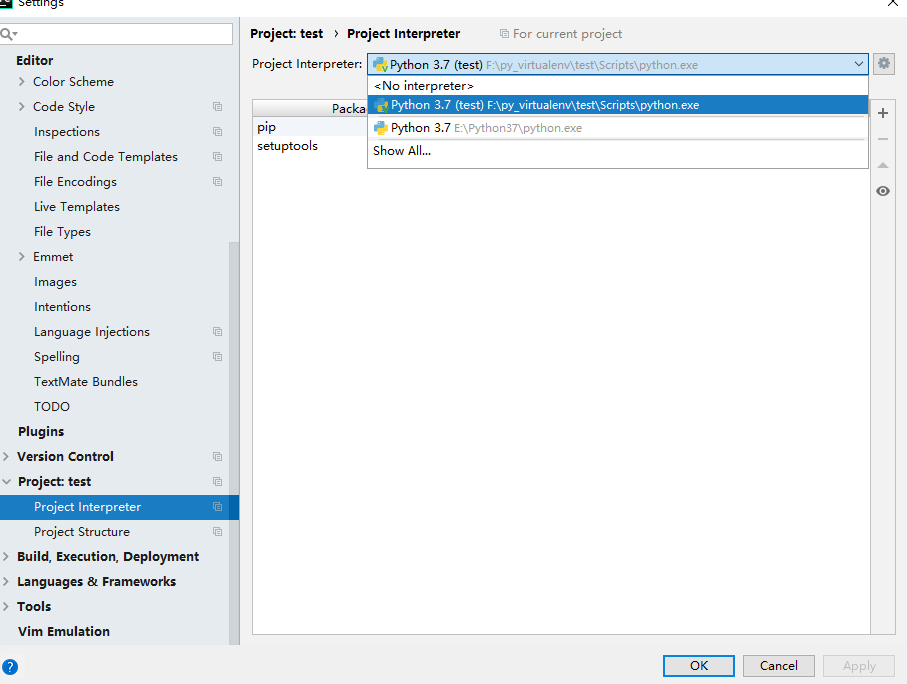 Settings
Project: test › Project Interpreter For current project
Editor
Color Scheme
Code Style
Inspections
File and Code Templates
File Encodings
Live Templates
File Types
Emmet
Images
Intentions
Language Injections
Spelling
TextMate Bundles
TODO
Plugins
Version Control
Project: test
Project Interpreter
Project Structure
Build, Execution, Deployment
Languages & Frameworks
Tools
Vim Emulation
Project Interpreter: Python 3.7 (test) F:\py_virtualenv\test\Scripts\python.exe
<No interpreter>
Python 3.7 (test) F:\py_virtualenv\test\Scripts\python.exe
Python 3.7 E:\Python37\python.exe
Show All...
Packa
pip
setuptools
?
OK Cancel Apply